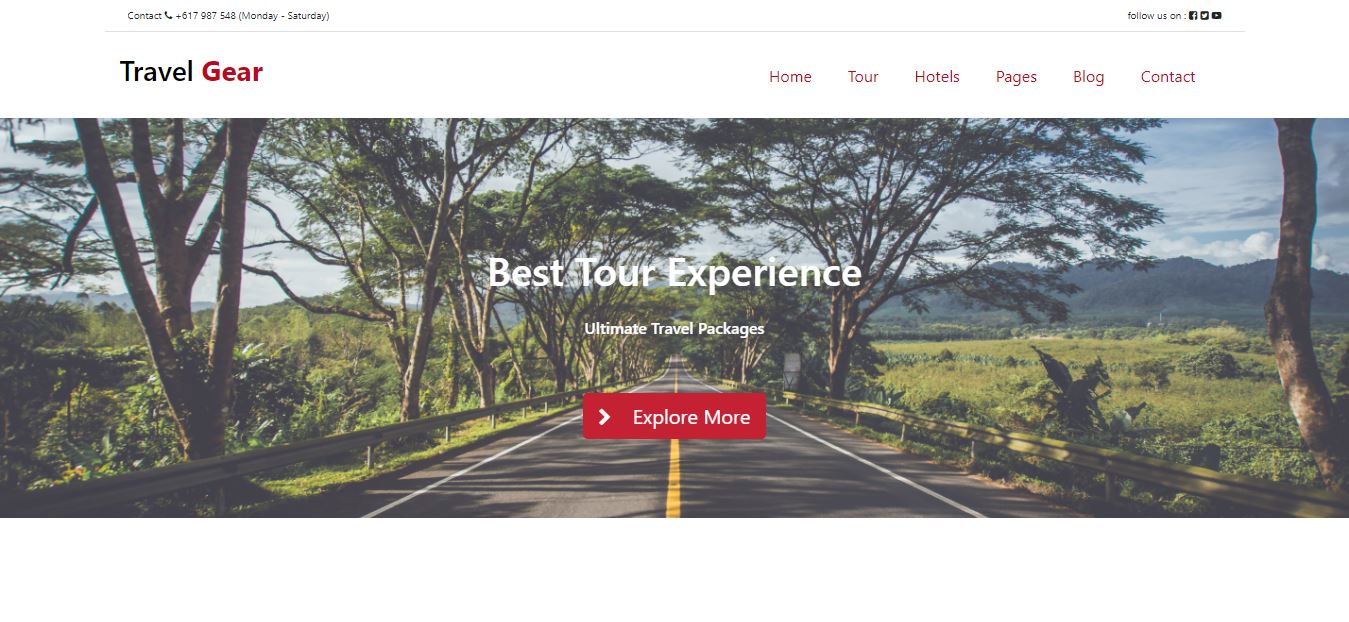 Contact +617 987 548 (Monday - Saturday)
follow us on :
Travel Gear
Home Tour Hotels Pages Blog Contact
Best Tour Experience
Ultimate Travel Packages
Explore More